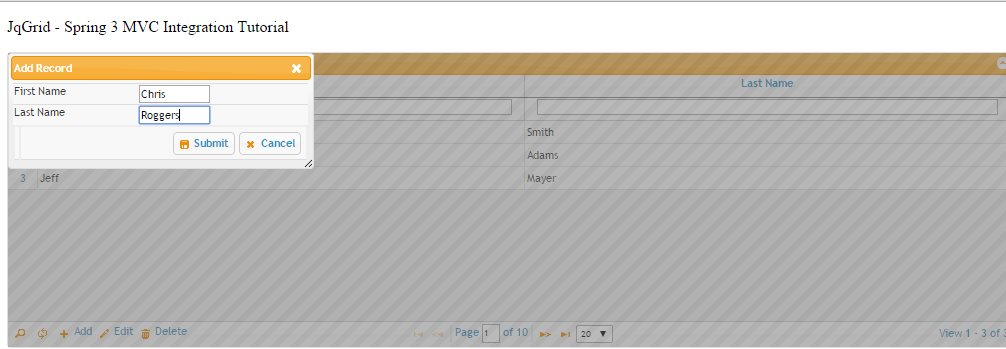 JqGrid - Spring 3 MVC Integration Tutorial
Add Record
Last Name
First Name Chris
Last Name Roggers
Submit Cancel
Smith
Adams
3 Jeff Mayer
Add Edit Delete Page 1 of 10 20 View 1 - 3 of